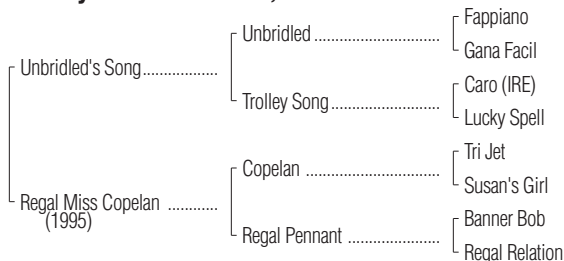 Fappiano
Unbridled
Gana Facil
Unbridled's Song
Caro (IRE)
Trolley Song
Lucky Spell
Tri Jet
Copelan
Susan's Girl
Regal Miss Copelan
(1995)
Banner Bob
Regal Pennant
Regal Relation